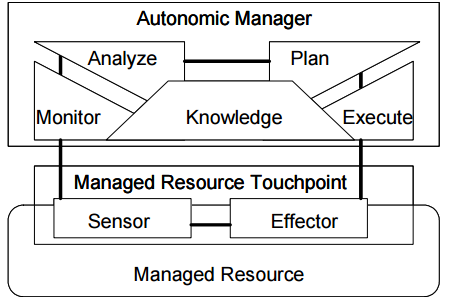 Autonomic Manager
Analyze Plan
Monitor Knowledge Execute
Managed Resource Touchpoint
Sensor Effector
Managed Resource